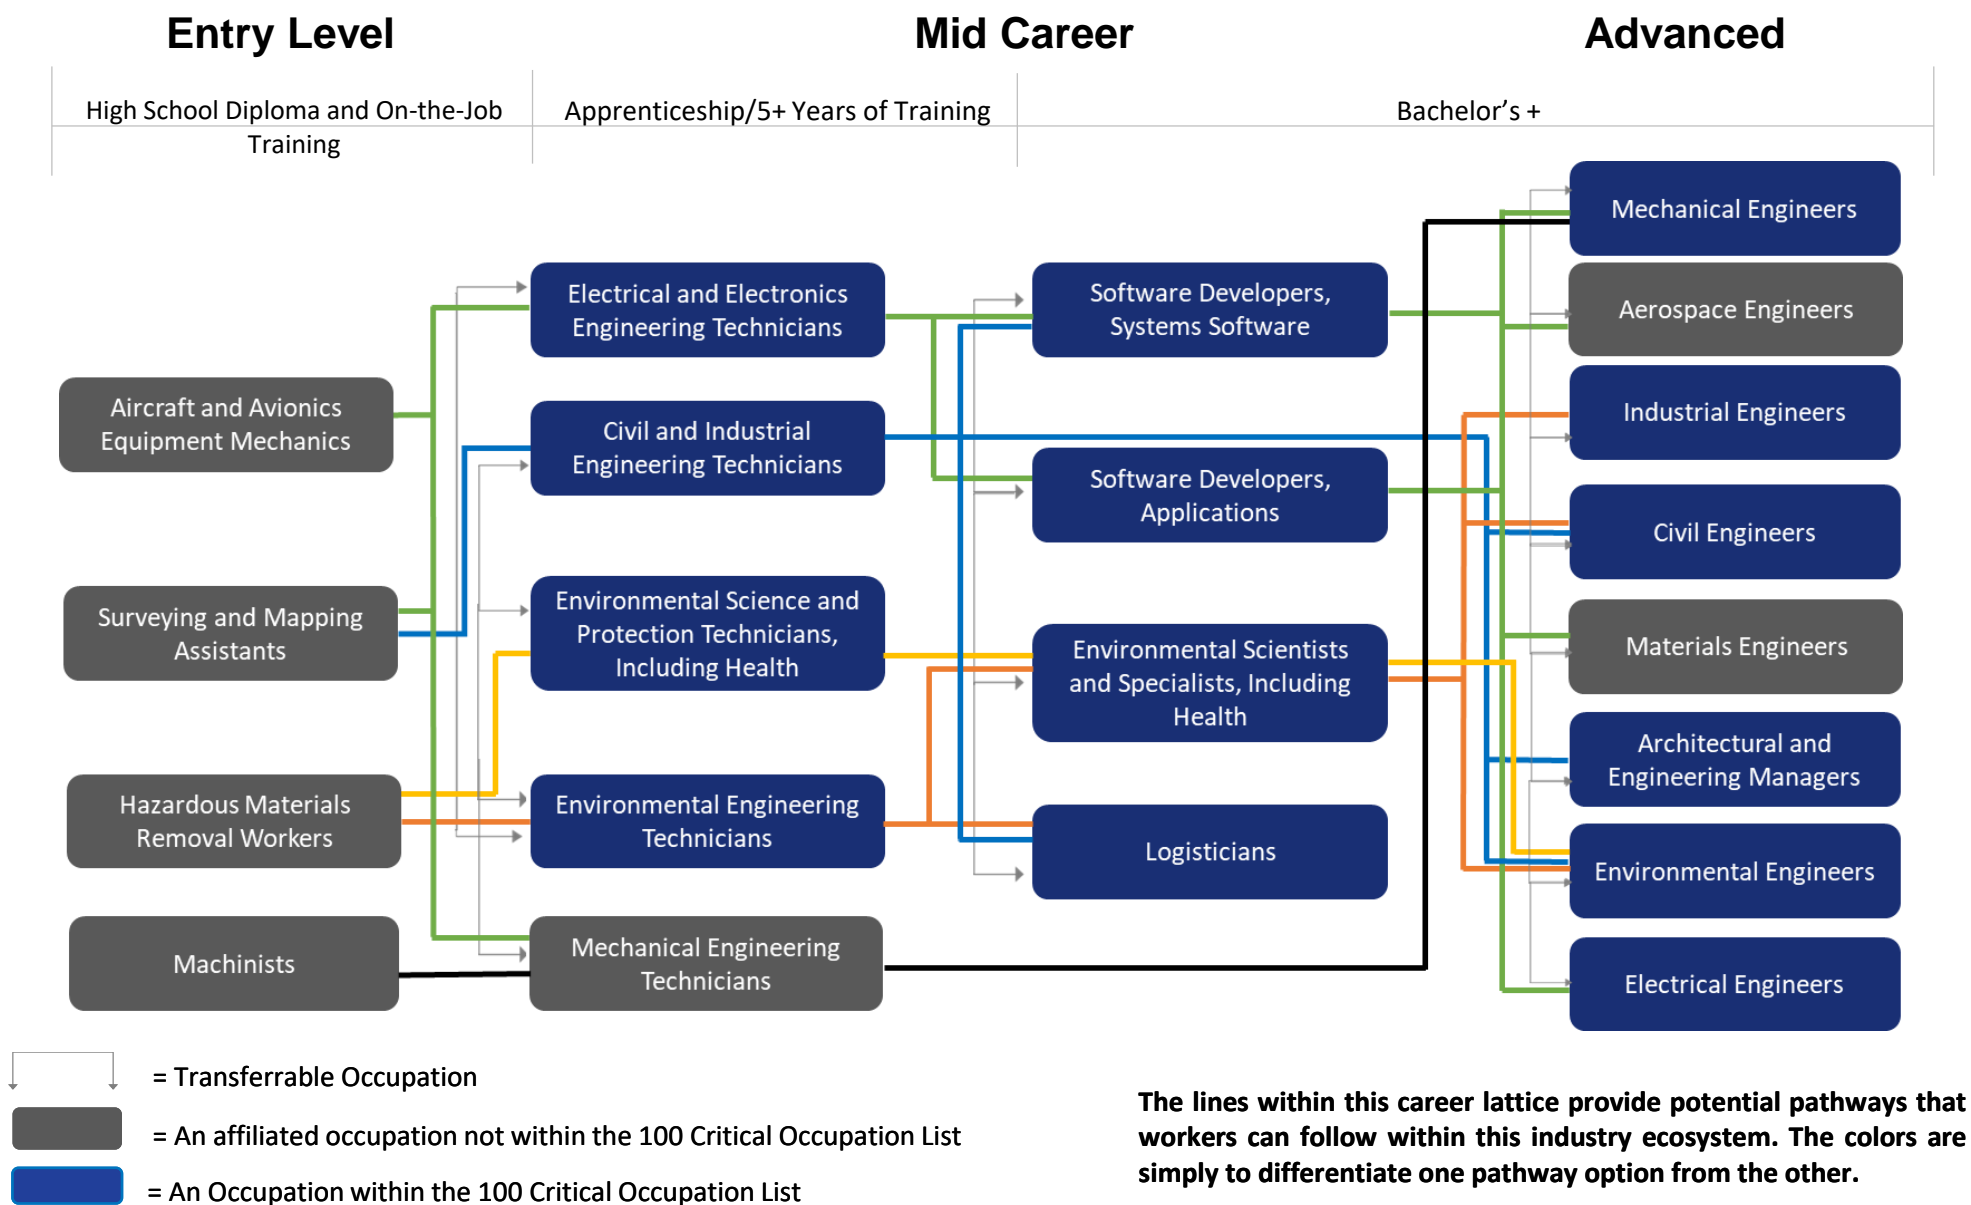 Entry Level
Mid Career
Advanced
High School Diploma and On-the-Job
Training
Apprenticeship/5+ Years of Training
Bachelor’s +
Aircraft and Avionics
Equipment Mechanics
Surveying and Mapping
Assistants
Hazardous Materials
Removal Workers
Machinists
Electrical and Electronics
Engineering Technicians
Civil and Industrial
Engineering Technicians
Environmental Science and
Protection Technicians,
Including Health
Environmental Engineering
Technicians
Mechanical Engineering
Technicians
Software Developers,
Systems Software
Software Developers,
Applications
Environmental Scientists
and Specialists, Including
Health
Logisticians
Mechanical Engineers
Aerospace Engineers
Industrial Engineers
Civil Engineers
Materials Engineers
Architectural and
Engineering Managers
Environmental Engineers
Electrical Engineers
= Transferrable Occupation
= An affiliated occupation not within the 100 Critical Occupation List
= An Occupation within the 100 Critical Occupation List
The lines within this career lattice provide potential pathways that
workers can follow within this industry ecosystem. The colors are
simply to differentiate one pathway option from the other.